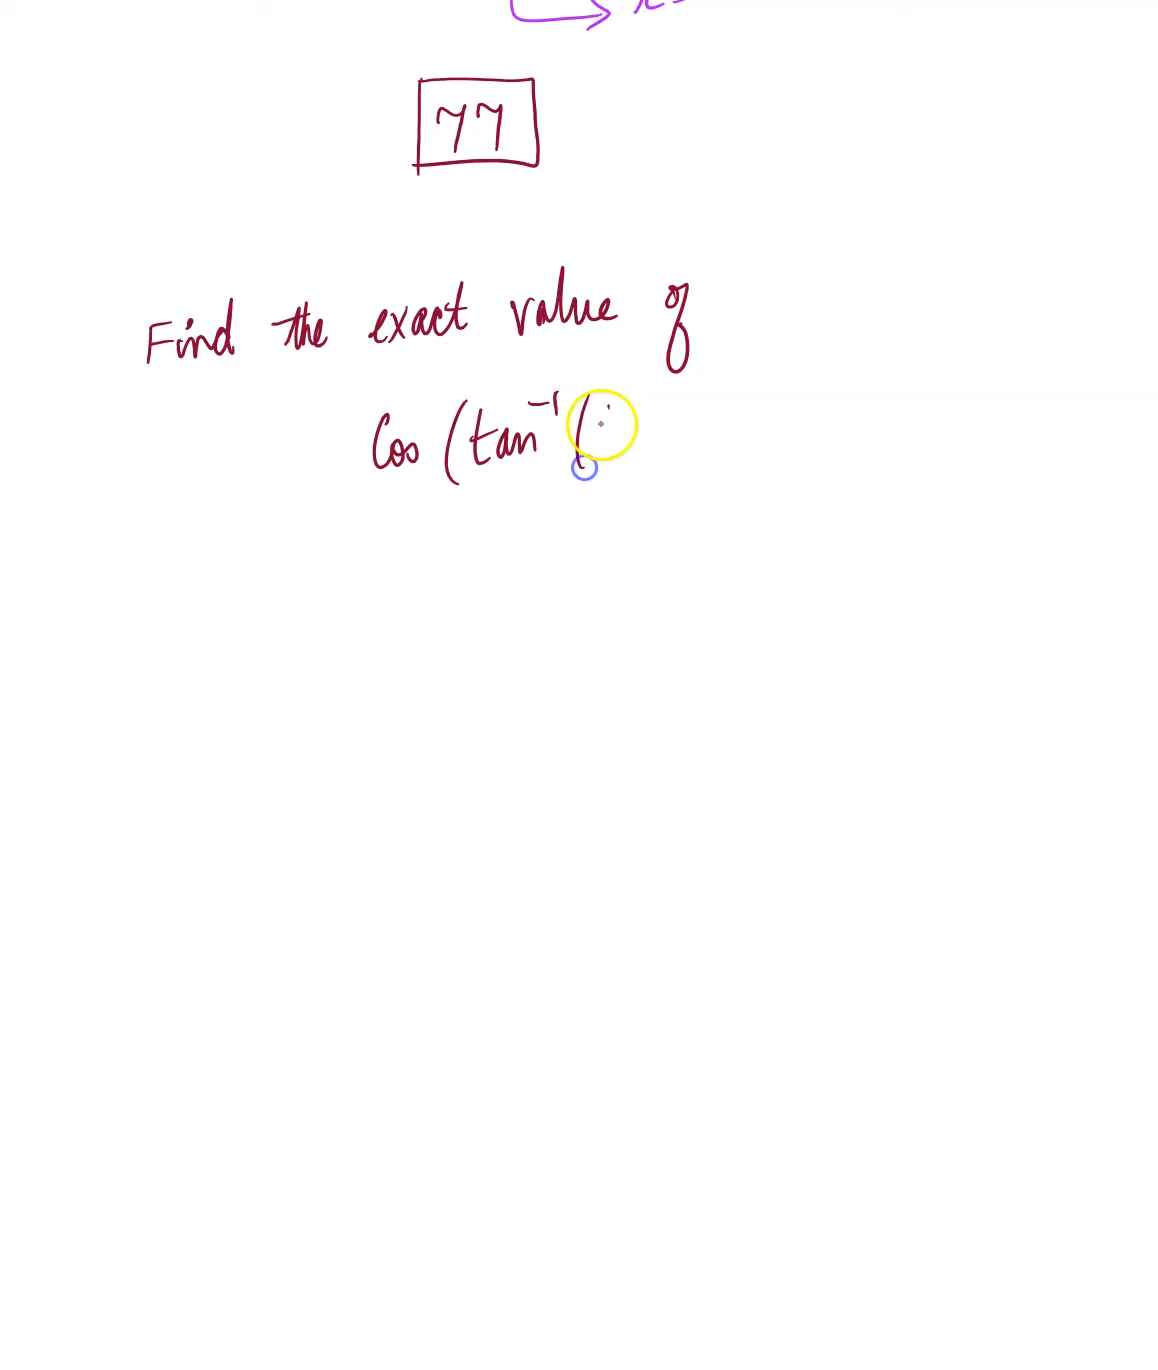 77
Find the exact value of
Cos (tan⁻¹(